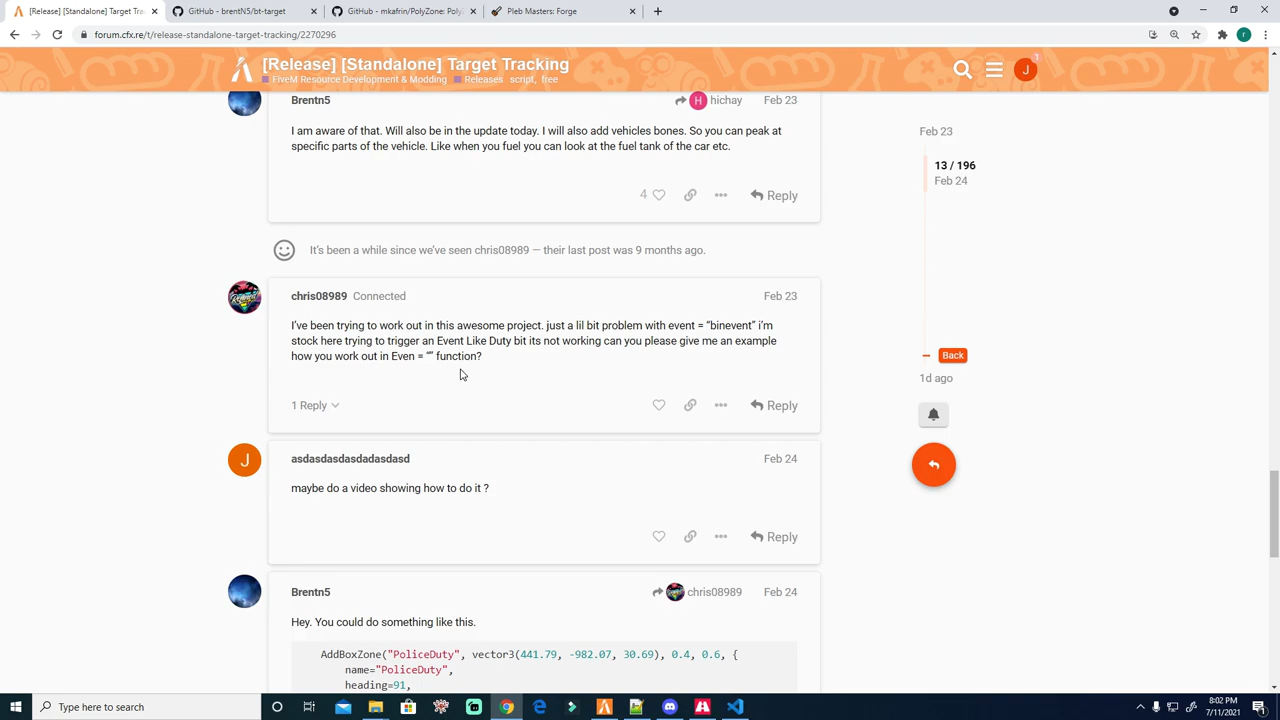 [Release] [Standalone] Target Tra
GitHub - brentN5/bt-target
GitHub - mkafrin/PolyZone: Poly
Pleb Masters: Forge
forum.cfx.re/t/release-standalone-target-tracking/2270296
[Release] [Standalone] Target Tracking
FiveM Resource Development & Modding Releases script, free
J
Brentn5 H hichay Feb 23
I am aware of that. Will also be in the update today. I will also add vehicles bones. So you can peak at
specific parts of the vehicle. Like when you fuel you can look at the fuel tank of the car etc.
4 Reply
It's been a while since we've seen chris08989 — their last post was 9 months ago.
chris08989 Connected Feb 23
I've been trying to work out in this awesome project. just a lil bit problem with event = “binevent” i'm
stock here trying to trigger an Event Like Duty bit its not working can you please give me an example
how you work out in Even = “” function?
1 Reply Reply
J
asdasdasdasdadasdasd Feb 24
maybe do a video showing how to do it ?
Reply
Brentn5 chris08989 Feb 24
Hey. You could do something like this.
AddBoxZone("PoliceDuty", vector3(441.79, -982.07, 30.69), 0.4, 0.6, {
name="PoliceDuty",
heading=91,
Feb 23
13 / 196
Feb 24
Back
1d ago
Type here to search
8:02 PM
7/11/2021